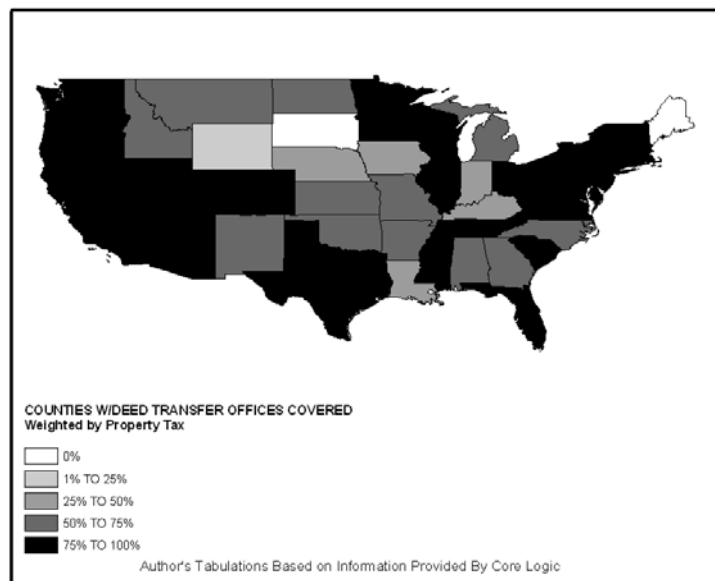 COUNTIES W/DEED TRANSFER OFFICES COVERED
Weighted by Property Tax
0%
1% TO 25%
25% TO 50%
50% TO 75%
75% TO 100%
Author's Tabulations Based on Information Provided By Core Logic